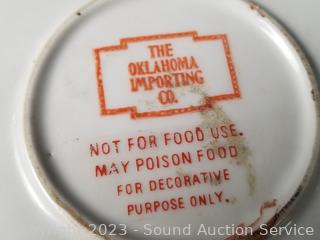 THE
OKLAHOMA
IMPORTING
CO.
NOT FOR FOOD USE.
MAY POISON FOOD
FOR DECORATIVE
PURPOSE ONLY.
Copyright 2023 - Sound Auction Service